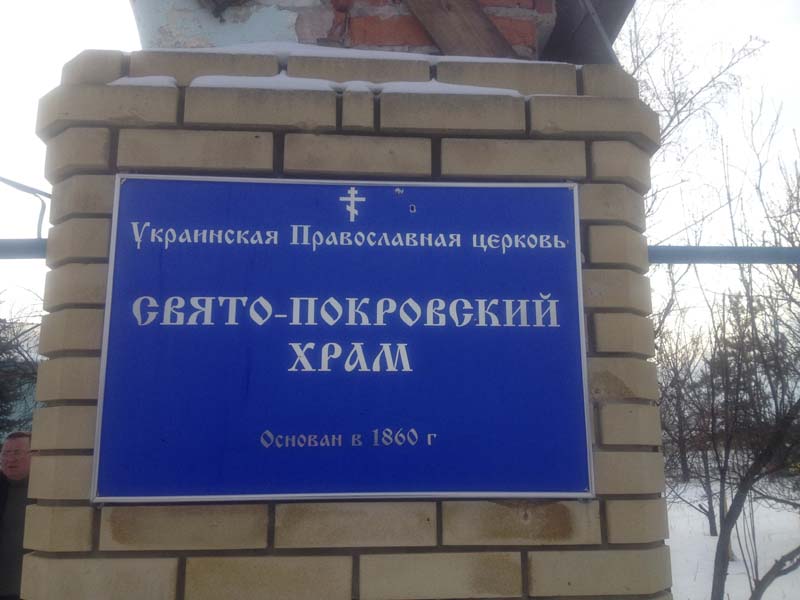 Украинская Православная церковь
СВЯТО-ПОКРОВСКИЙ
ХРАМ
Основан в 1860 г